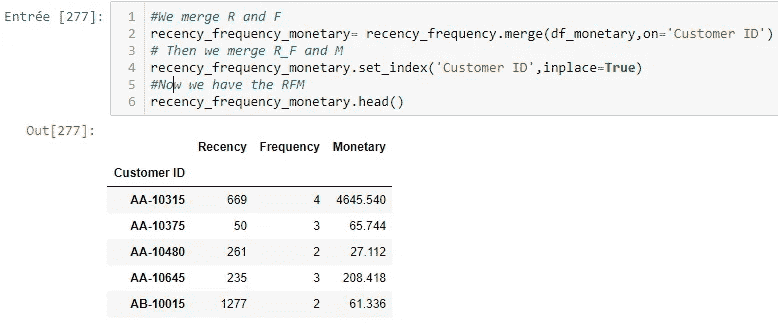 Entrée [277]:
1 #We merge R and F
2 recency_frequency_monetary= recency_frequency.merge(df_monetary,on='Customer ID')
3 # Then we merge R_F and M
4 recency_frequency_monetary.set_index('Customer ID',inplace=True)
5 #Now we have the RFM
6 recency_frequency_monetary.head()
Out[277]:
Recency Frequency Monetary
Customer ID
AA-10315 669 4 4645.540
AA-10375 50 3 65.744
AA-10480 261 2 27.112
AA-10645 235 3 208.418
AB-10015 1277 2 61.336